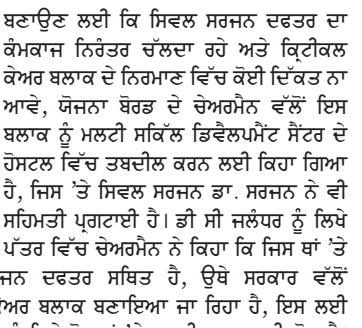 ਬਣਾਉਣ ਲਈ ਕਿ ਸਿਵਲ ਸਰਜਨ ਦਫਤਰ ਦਾ
ਕੰਮਕਾਜ ਨਿਰੰਤਰ ਚੱਲਦਾ ਰਹੇ ਅਤੇ ਕ੍ਰਿਟੀਕਲ
ਕੇਅਰ ਬਲਾਕ ਦੇ ਨਿਰਮਾਣ ਵਿੱਚ ਕੋਈ ਦਿੱਕਤ ਨਾ
ਆਵੇ, ਯੋਜਨਾ ਬੋਰਡ ਦੇ ਚੇਅਰਮੈਨ ਵੱਲੋਂ ਇਸ
ਬਲਾਕ ਨੂੰ ਮਲਟੀ ਸਕਿੱਲ ਡਿਵੈਲਪਮੈਂਟ ਸੈਂਟਰ ਦੇ
ਹੋਸਟਲ ਵਿੱਚ ਤਬਦੀਲ ਕਰਨ ਲਈ ਕਿਹਾ ਗਿਆ
ਹੈ, ਜਿਸ 'ਤੇ ਸਿਵਲ ਸਰਜਨ ਡਾ. ਸਰਜਨ ਨੇ ਵੀ
ਸਹਿਮਤੀ ਪ੍ਰਗਟਾਈ ਹੈ। ਡੀ ਸੀ ਜਲੰਧਰ ਨੂੰ ਲਿਖੇ
ਪੱਤਰ ਵਿੱਚ ਚੇਅਰਮੈਨ ਨੇ ਕਿਹਾ ਕਿ ਜਿਸ ਥਾਂ 'ਤੇ
ਦਫਤਰ ਸਥਿਤ ਹੈ, ਉਥੇ ਸਰਕਾਰ ਵੱਲੋਂ
ਬਲਾਕ ਬਣਾਇਆ ਜਾ ਰਿਹਾ ਹੈ, ਇਸ ਲਈ